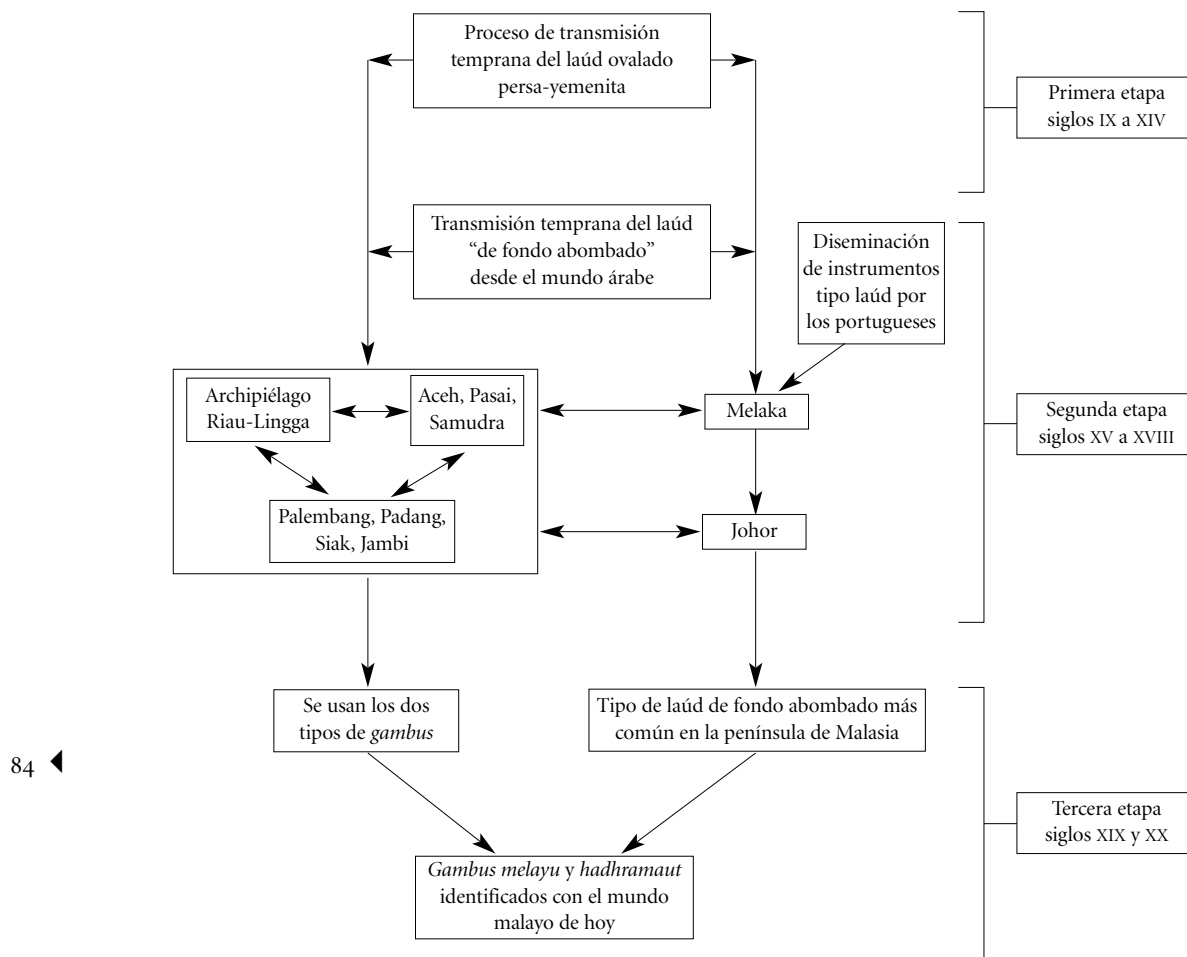 Proceso de transmisión
temprana del laúd ovalado
persa-yemenita
Primera etapa
siglos IX a XIV
Transmisión temprana del laúd
“de fondo abombado”
desde el mundo árabe
Diseminación
de instrumentos
tipo laúd por
los portugueses
Archipiélago
Riau-Lingga
Aceh, Pasai,
Samudra
Melaka
Segunda etapa
siglos XV a XVIII
Palembang, Padang,
Siak, Jambi
Johor
Se usan los dos
tipos de gambus
Tipo de laúd de fondo abombado más
común en la península de Malasia
84
Tercera etapa
siglos XIX y XX
Gambus melayu y hadhramaut
identificados con el mundo
malayo de hoy